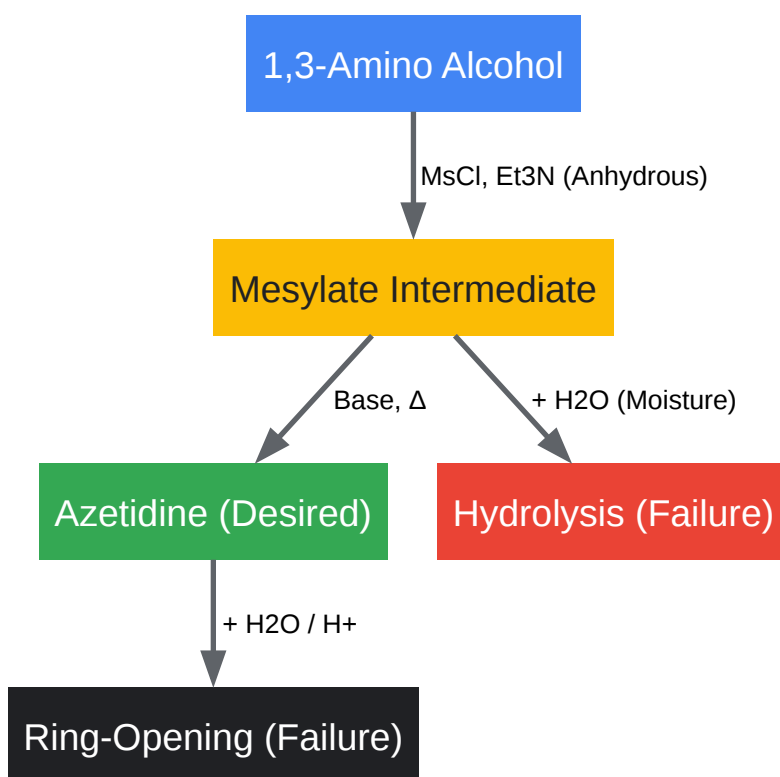 1,3-Amino Alcohol
MsCl, Et3N (Anhydrous)
Mesylate Intermediate
Base, Δ
+ H2O (Moisture)
Azetidine (Desired)
Hydrolysis (Failure)
+ H2O / H+
Ring-Opening (Failure)